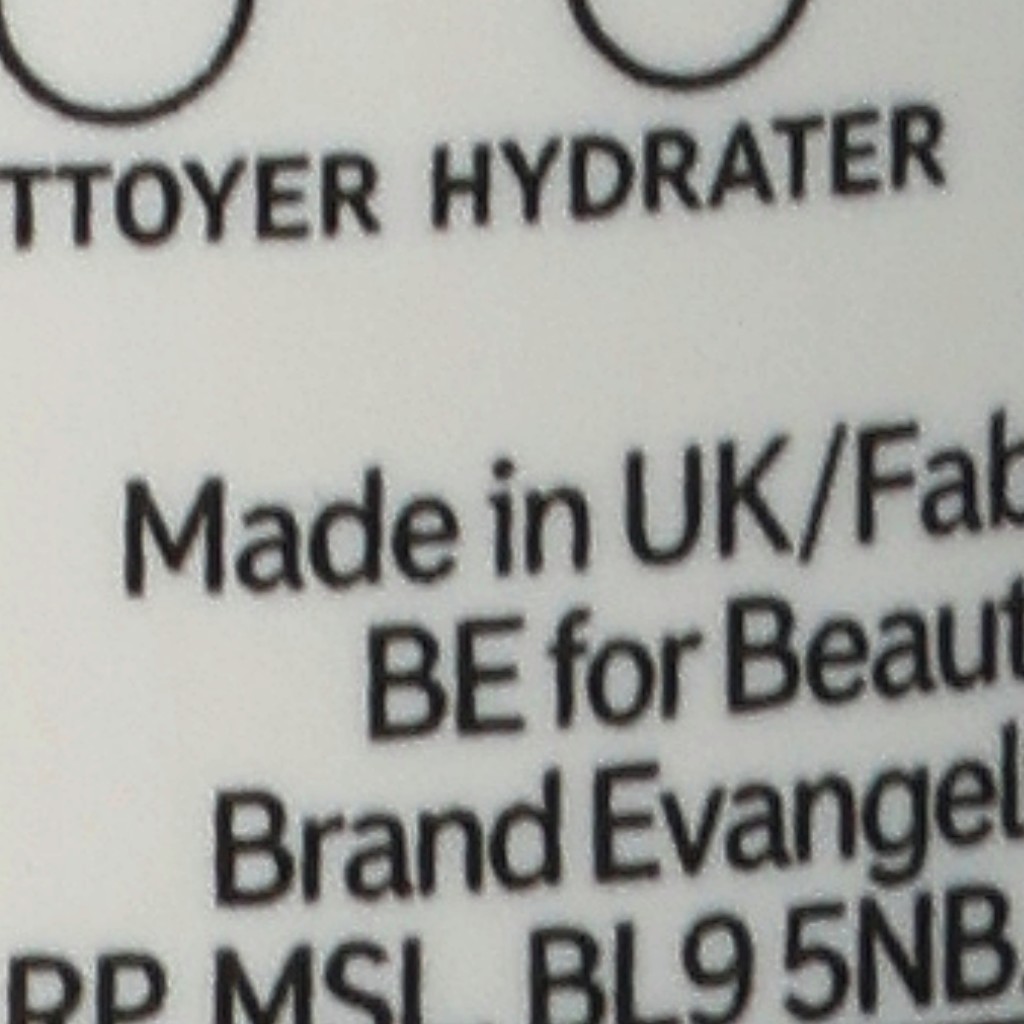 TTOYER HYDRATER
Made in UK/Fab
BE for Beaut
Brand Evangel
RP MSL, BL9 5NB